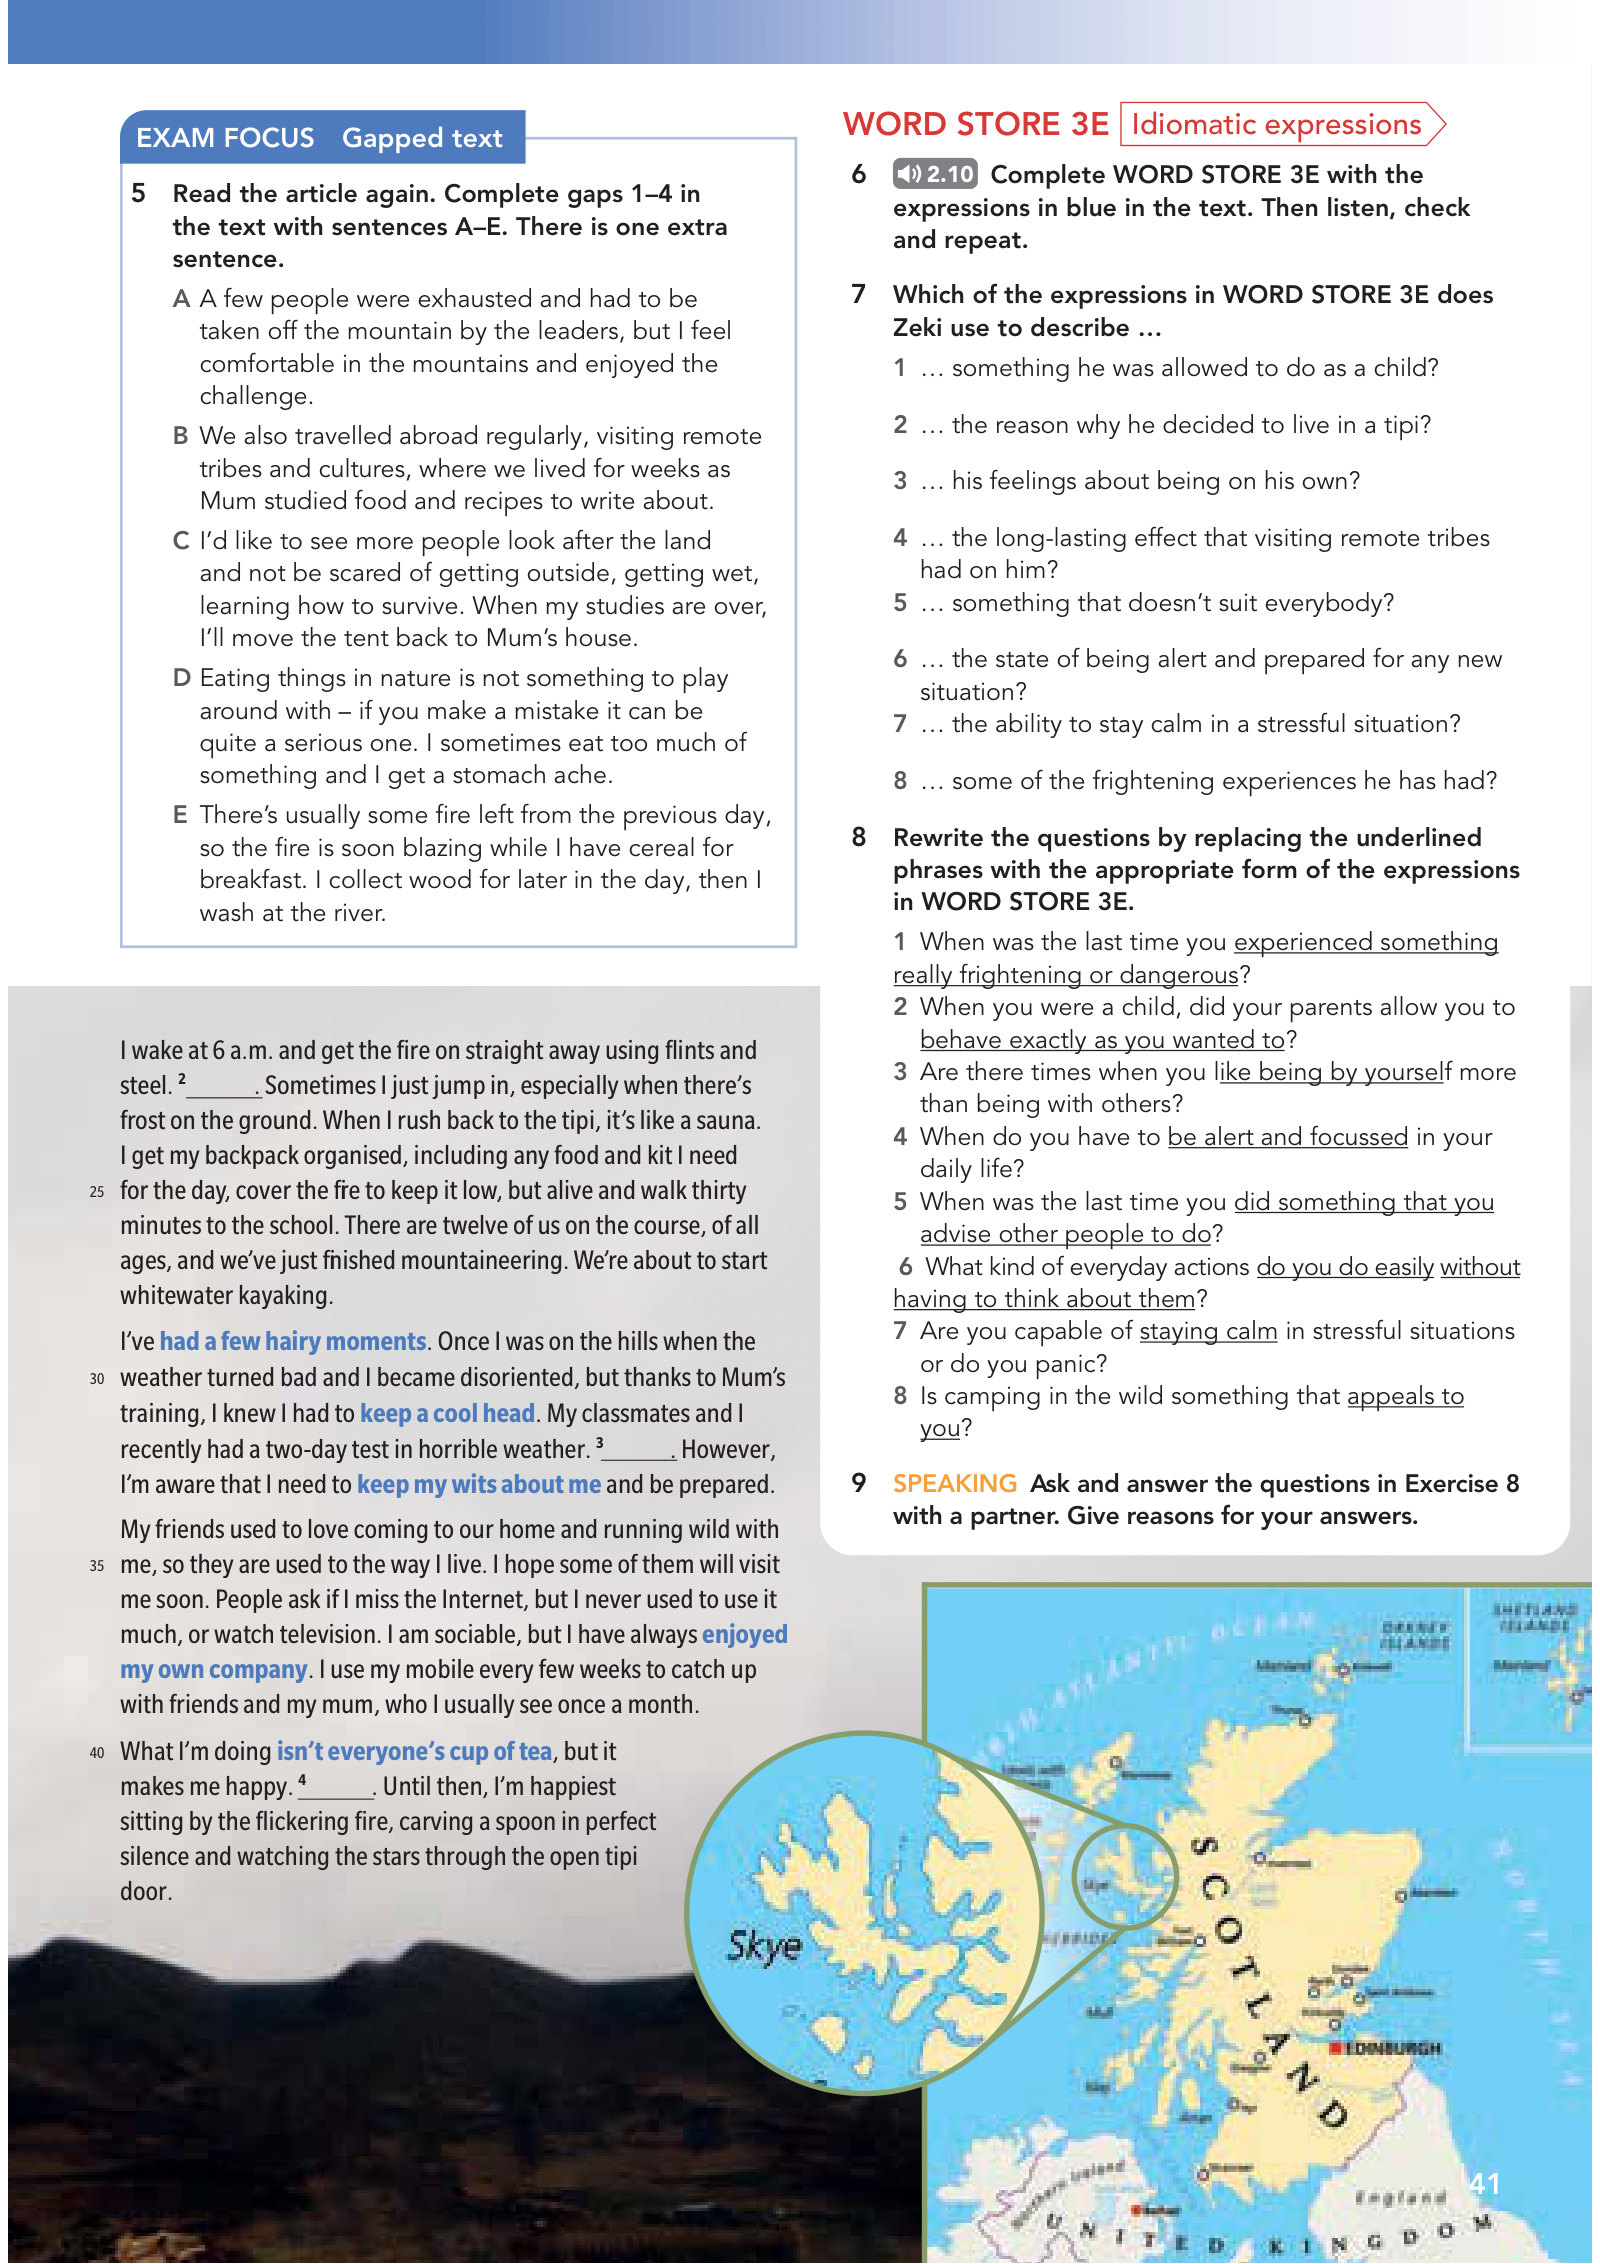 EXAM FOCUS Gapped text
5 Read the article again. Complete gaps 1–4 in
the text with sentences A–E. There is one extra
sentence.
A A few people were exhausted and had to be
taken off the mountain by the leaders, but I feel
comfortable in the mountains and enjoyed the
challenge.
B We also travelled abroad regularly, visiting remote
tribes and cultures, where we lived for weeks as
Mum studied food and recipes to write about.
C I'd like to see more people look after the land
and not be scared of getting outside, getting wet,
learning how to survive. When my studies are over,
I'll move the tent back to Mum's house.
D Eating things in nature is not something to play
around with – if you make a mistake it can be
quite a serious one. I sometimes eat too much of
something and I get a stomach ache.
E There's usually some fire left from the previous day,
so the fire is soon blazing while I have cereal for
breakfast. I collect wood for later in the day, then I
wash at the river.
I wake at 6 a.m. and get the fire on straight away using flints and
steel. 2______. Sometimes I just jump in, especially when there's
frost on the ground. When I rush back to the tipi, it's like a sauna.
I get my backpack organised, including any food and kit I need
25 for the day, cover the fire to keep it low, but alive and walk thirty
minutes to the school. There are twelve of us on the course, of all
ages, and we've just finished mountaineering. We're about to start
whitewater kayaking.
I've had a few hairy moments. Once I was on the hills when the
30 weather turned bad and I became disoriented, but thanks to Mum's
training, I knew I had to keep a cool head. My classmates and I
recently had a two-day test in horrible weather. 3______. However,
I'm aware that I need to keep my wits about me and be prepared.
My friends used to love coming to our home and running wild with
35 me, so they are used to the way I live. I hope some of them will visit
me soon. People ask if I miss the Internet, but I never used to use it
much, or watch television. I am sociable, but I have always enjoyed
my own company. I use my mobile every few weeks to catch up
with friends and my mum, who I usually see once a month.
40 What I'm doing isn't everyone's cup of tea, but it
makes me happy. 4______. Until then, I'm happiest
sitting by the flickering fire, carving a spoon in perfect
silence and watching the stars through the open tipi
door.
WORD STORE 3E Idiomatic expressions
6 2.10 Complete WORD STORE 3E with the
expressions in blue in the text. Then listen, check
and repeat.
7 Which of the expressions in WORD STORE 3E does
Zeki use to describe …
1 … something he was allowed to do as a child?
2 … the reason why he decided to live in a tipi?
3 … his feelings about being on his own?
4 … the long-lasting effect that visiting remote tribes
had on him?
5 … something that doesn't suit everybody?
6 … the state of being alert and prepared for any new
situation?
7 … the ability to stay calm in a stressful situation?
8 … some of the frightening experiences he has had?
8 Rewrite the questions by replacing the underlined
phrases with the appropriate form of the expressions
in WORD STORE 3E.
1 When was the last time you experienced something
really frightening or dangerous?
2 When you were a child, did your parents allow you to
behave exactly as you wanted to?
3 Are there times when you like being by yourself more
than being with others?
4 When do you have to be alert and focussed in your
daily life?
5 When was the last time you did something that you
advise other people to do?
6 What kind of everyday actions do you do easily without
having to think about them?
7 Are you capable of staying calm in stressful situations
or do you panic?
8 Is camping in the wild something that appeals to
you?
9 SPEAKING Ask and answer the questions in Exercise 8
with a partner. Give reasons for your answers.
NORTH ATLANTIC OCEAN
ORKNEY
ISLANDS
SHETLAND
ISLANDS
Mainland
Mainland
Skye
Skye
SCOTLAND
EDINBURGH
Northern Ireland
England
UNITED KINGDOM
41